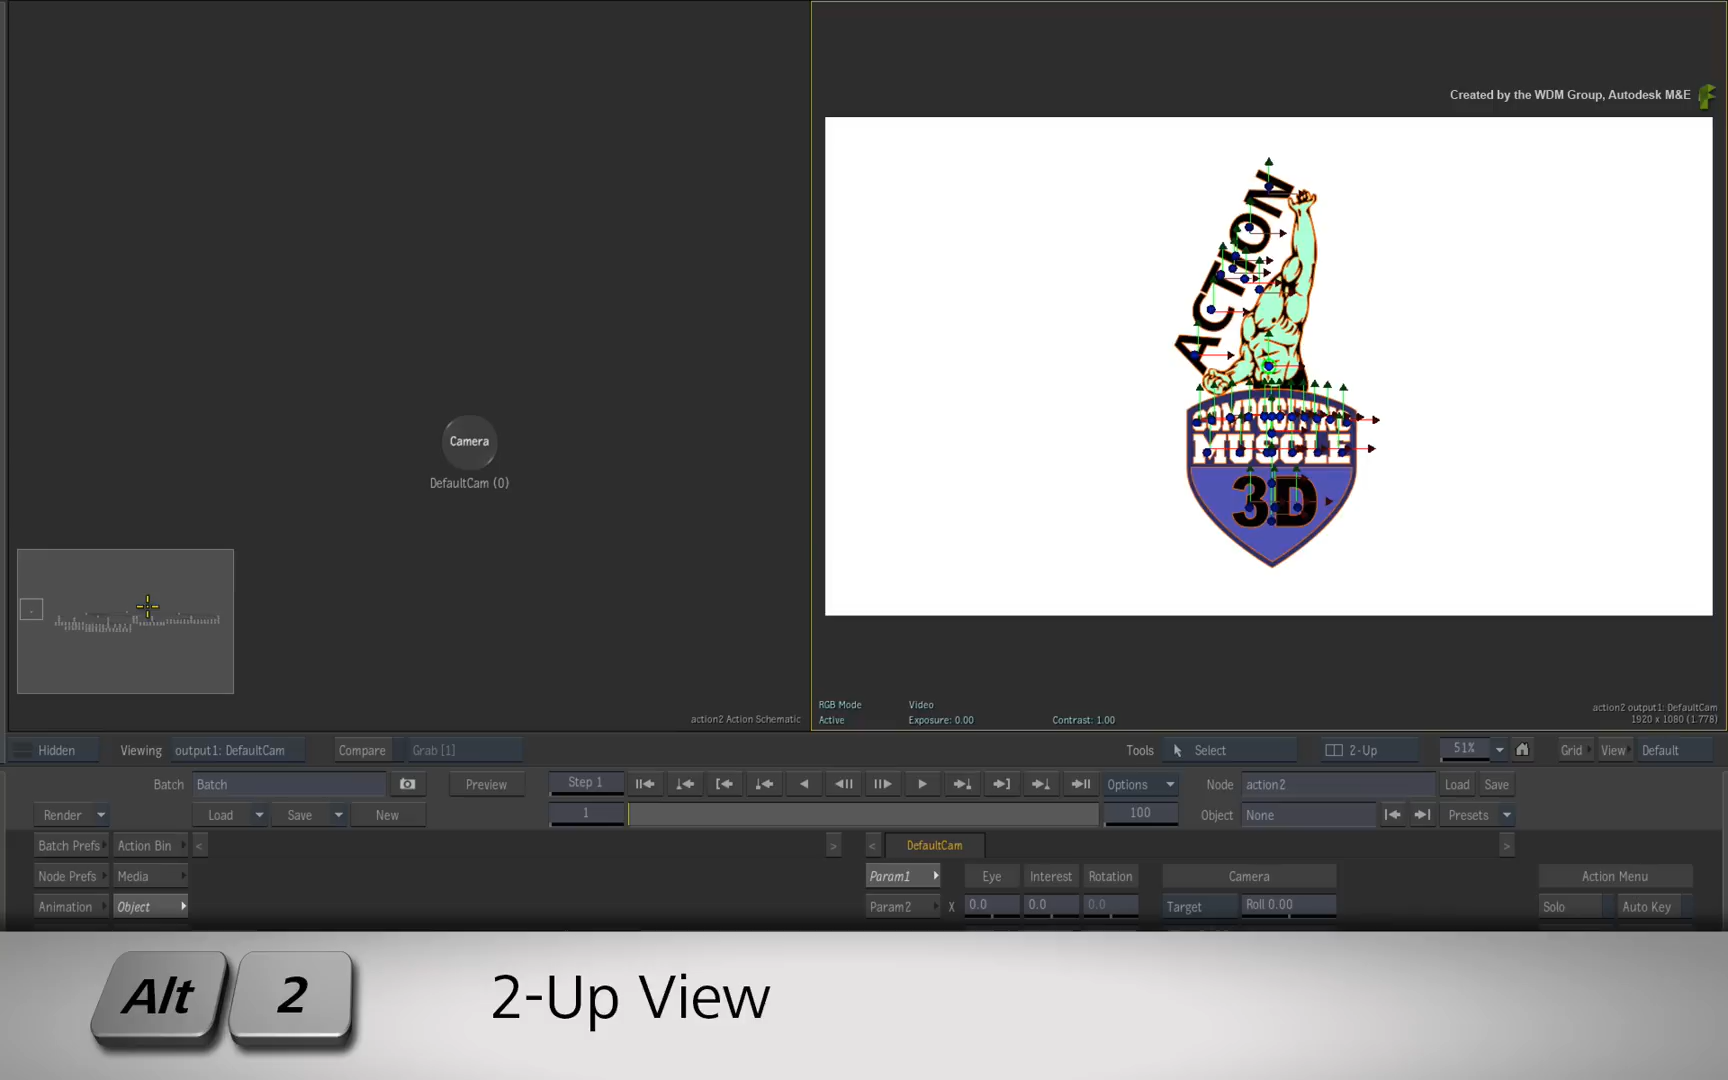 Created by the WDM Group, Autodesk M&E
ACTION
MUSCLE
3D
Camera
DefaultCam (0)
action2 Action Schematic
RGB Mode
Video
Active
Exposure: 0.00
Contrast: 1.00
action2 output1: DefaultCam
1920 x 1080 (1.778)
Hidden
Viewing
output1: DefaultCam
Compare
Grab [1]
Tools
Select
2-Up
51%
Grid
View
Default
Batch
Batch
Preview
Step 1
Options
Node
action2
Load
Save
Render
Load
Save
New
1
100
Object
None
Presets
Batch Prefs
Action Bin
<
>
<
DefaultCam
>
Node Prefs
Media
Param1
Eye
Interest
Rotation
Camera
Action Menu
Animation
Object
Param2
X
0.0
0.0
0.0
Target
Roll 0.00
Solo
Auto Key
Alt
2
2-Up View